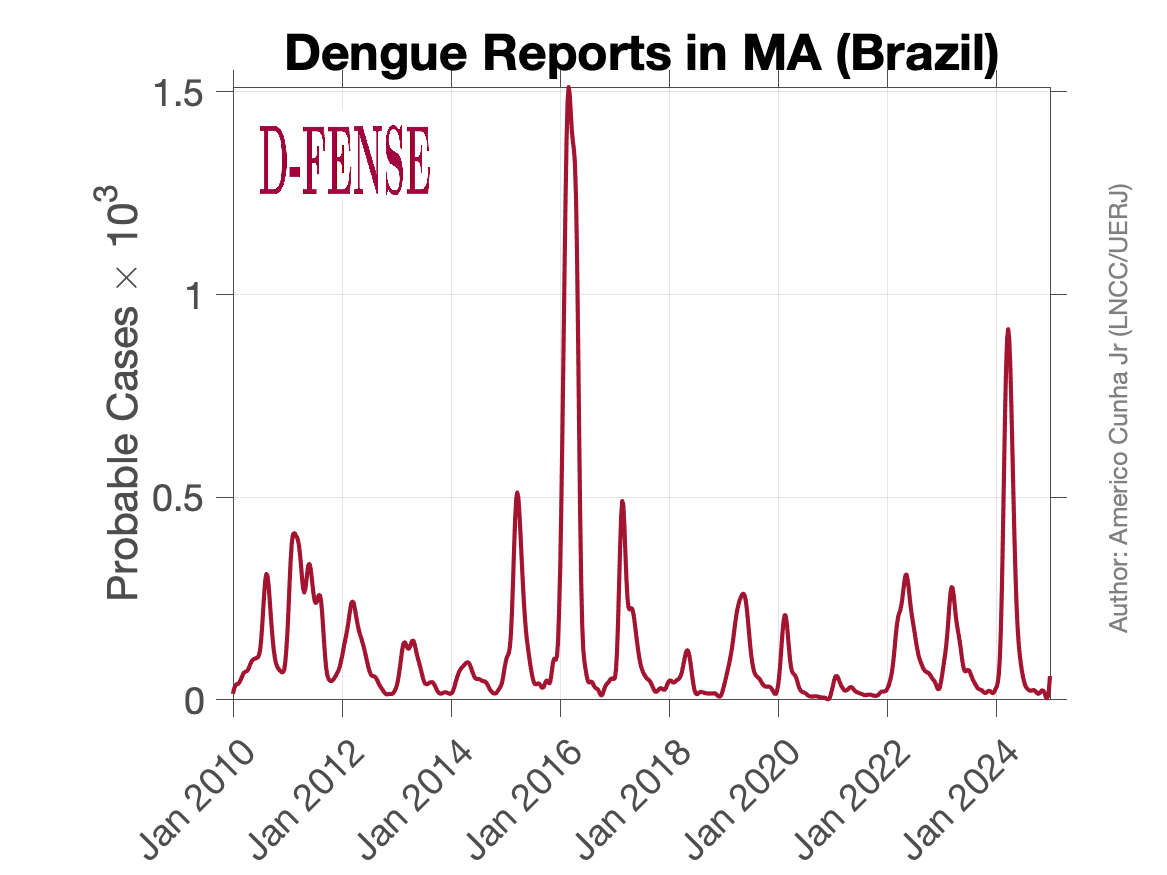 Dengue Reports in MA (Brazil)
D-FENSE
Probable Cases × 10³
1.5
1
0.5
0
Jan 2010
Jan 2012
Jan 2014
Jan 2016
Jan 2018
Jan 2020
Jan 2022
Jan 2024
Author: Americo Cunha Jr (LNCC/UERJ)